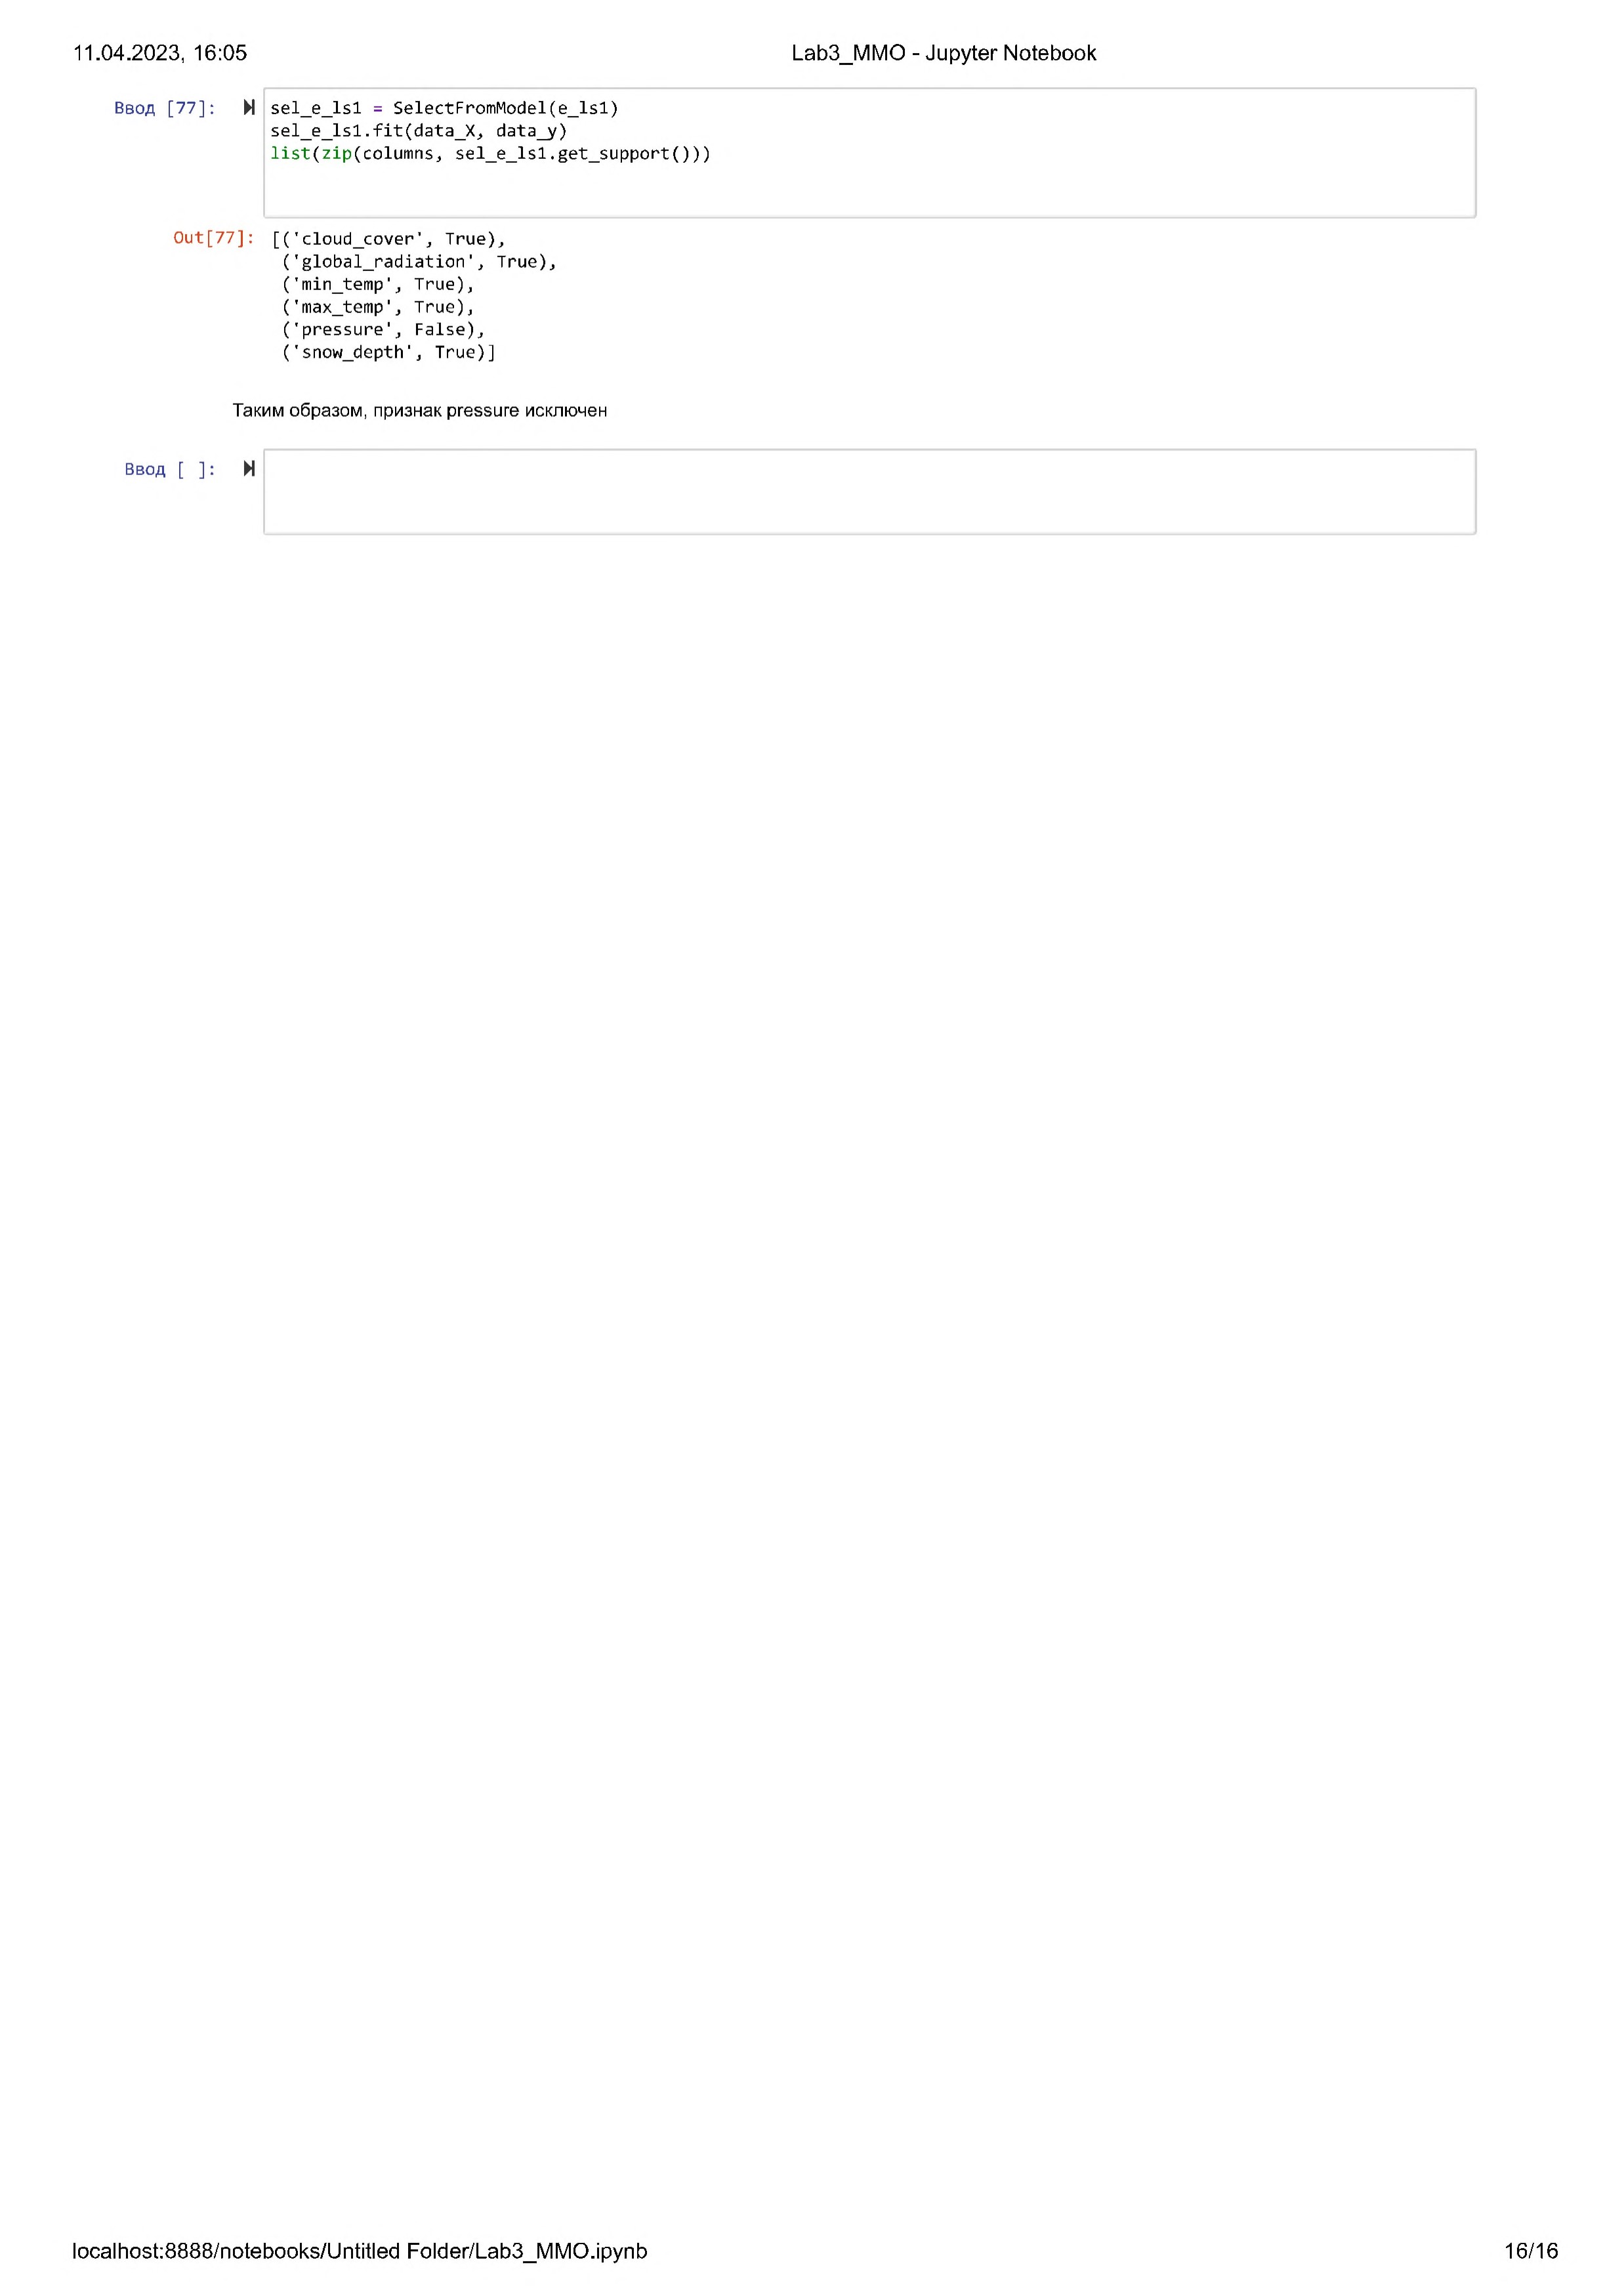 11.04.2023, 16:05 Lab3_MMO - Jupyter Notebook
Ввод [77]: sel_e_ls1 = SelectFromModel(e_ls1)
sel_e_ls1.fit(data_X, data_y)
list(zip(columns, sel_e_ls1.get_support()))
Out[77]: [('cloud_cover', True),
('global_radiation', True),
('min_temp', True),
('max_temp', True),
('pressure', False),
('snow_depth', True)]
Таким образом, признак pressure исключен
Ввод [ ]:
localhost:8888/notebooks/Untitled Folder/Lab3_MMO.ipynb 16/16